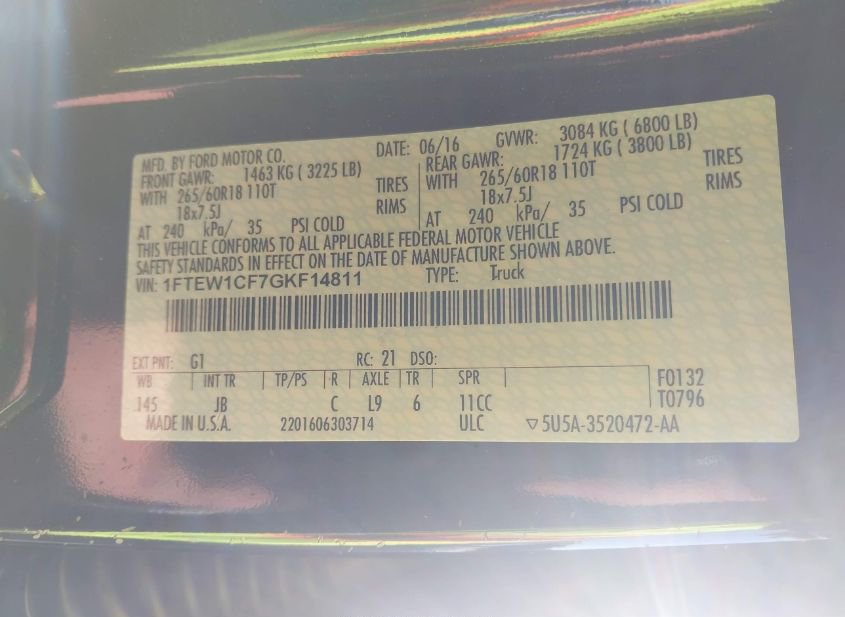 MFD. BY FORD MOTOR CO. DATE: 06/16 GVWR: 3084 KG ( 6800 LB)
FRONT GAWR: 1463 KG ( 3225 LB) REAR GAWR: 1724 KG ( 3800 LB)
WITH 265/60R18 110T TIRES WITH 265/60R18 110T TIRES
18x7.5J RIMS 18x7.5J RIMS
AT 240 kPa/ 35 PSI COLD AT 240 kPa/ 35 PSI COLD
THIS VEHICLE CONFORMS TO ALL APPLICABLE FEDERAL MOTOR VEHICLE
SAFETY STANDARDS IN EFFECT ON THE DATE OF MANUFACTURE SHOWN ABOVE.
VIN: 1FTEW1CF7GKF14811 TYPE: Truck
EXT PNT: G1 RC: 21 DSO:
WB INT TR TP/PS R AXLE TR SPR F0132
145 JB C L9 6 11CC T0796
MADE IN U.S.A. 2201606303714 ULC ▽5U5A-3520472-AA